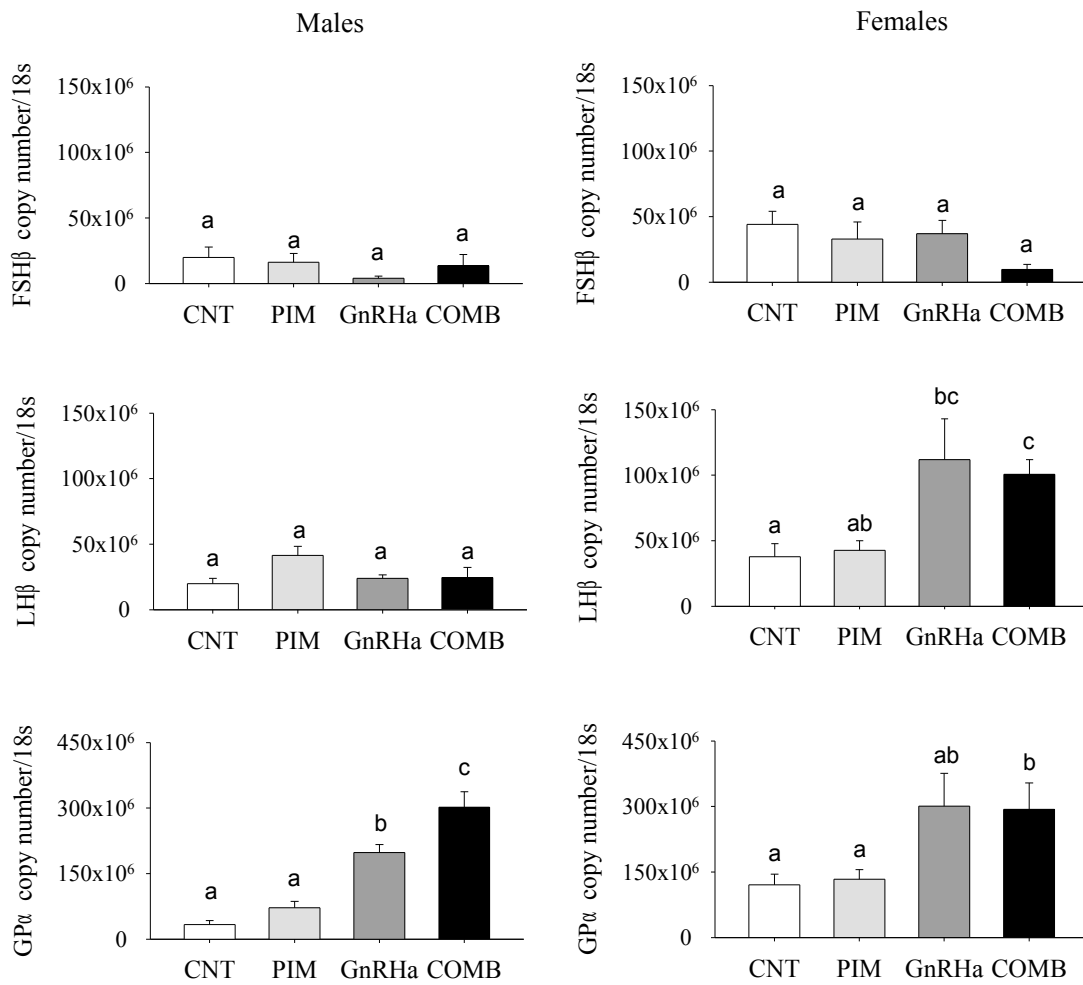 Males
Females
FSHβ copy number/18s
150x10⁶
100x10⁶
50x10⁶
0
a
a
a
a
CNT PIM GnRHa COMB
FSHβ copy number/18s
150x10⁶
100x10⁶
50x10⁶
0
a
a
a
a
CNT PIM GnRHa COMB
LHβ copy number/18s
150x10⁶
100x10⁶
50x10⁶
0
a
a
a
a
CNT PIM GnRHa COMB
LHβ copy number/18s
150x10⁶
100x10⁶
50x10⁶
0
a
ab
bc
c
CNT PIM GnRHa COMB
GPα copy number/18s
450x10⁶
300x10⁶
150x10⁶
0
a
a
b
c
CNT PIM GnRHa COMB
GPα copy number/18s
450x10⁶
300x10⁶
150x10⁶
0
a
a
ab
b
CNT PIM GnRHa COMB